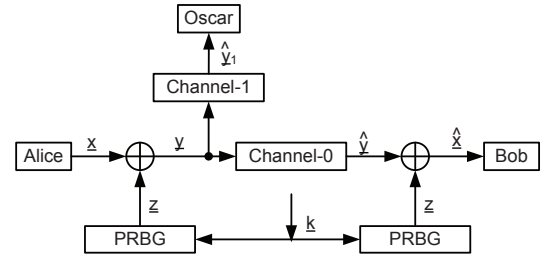 Oscar
ŷ₁
Channel-1
Alice
x
y
Channel-0
ŷ
x̂
Bob
z
k
z
PRBG
PRBG